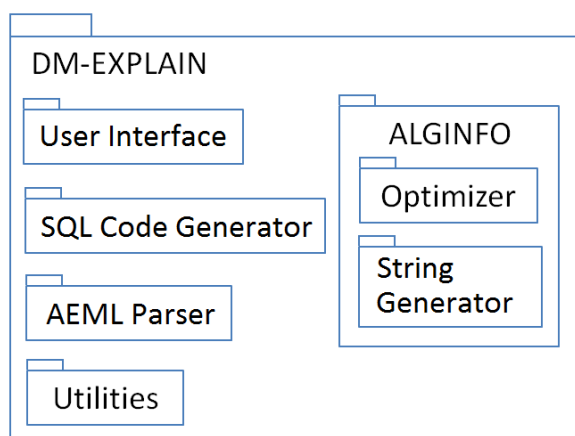 DM-EXPLAIN
User Interface
SQL Code Generator
AEML Parser
Utilities
ALGINFO
Optimizer
String
Generator